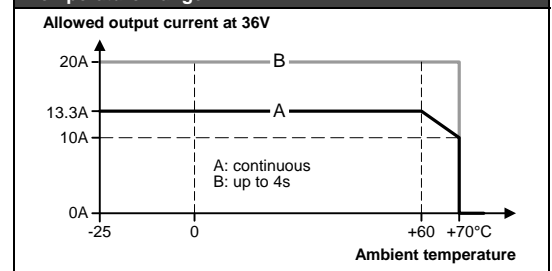 Allowed output current at 36V
20A
B
13.3A
A
10A
A: continuous
B: up to 4s
0A
-25 0 +60 +70°C
Ambient temperature